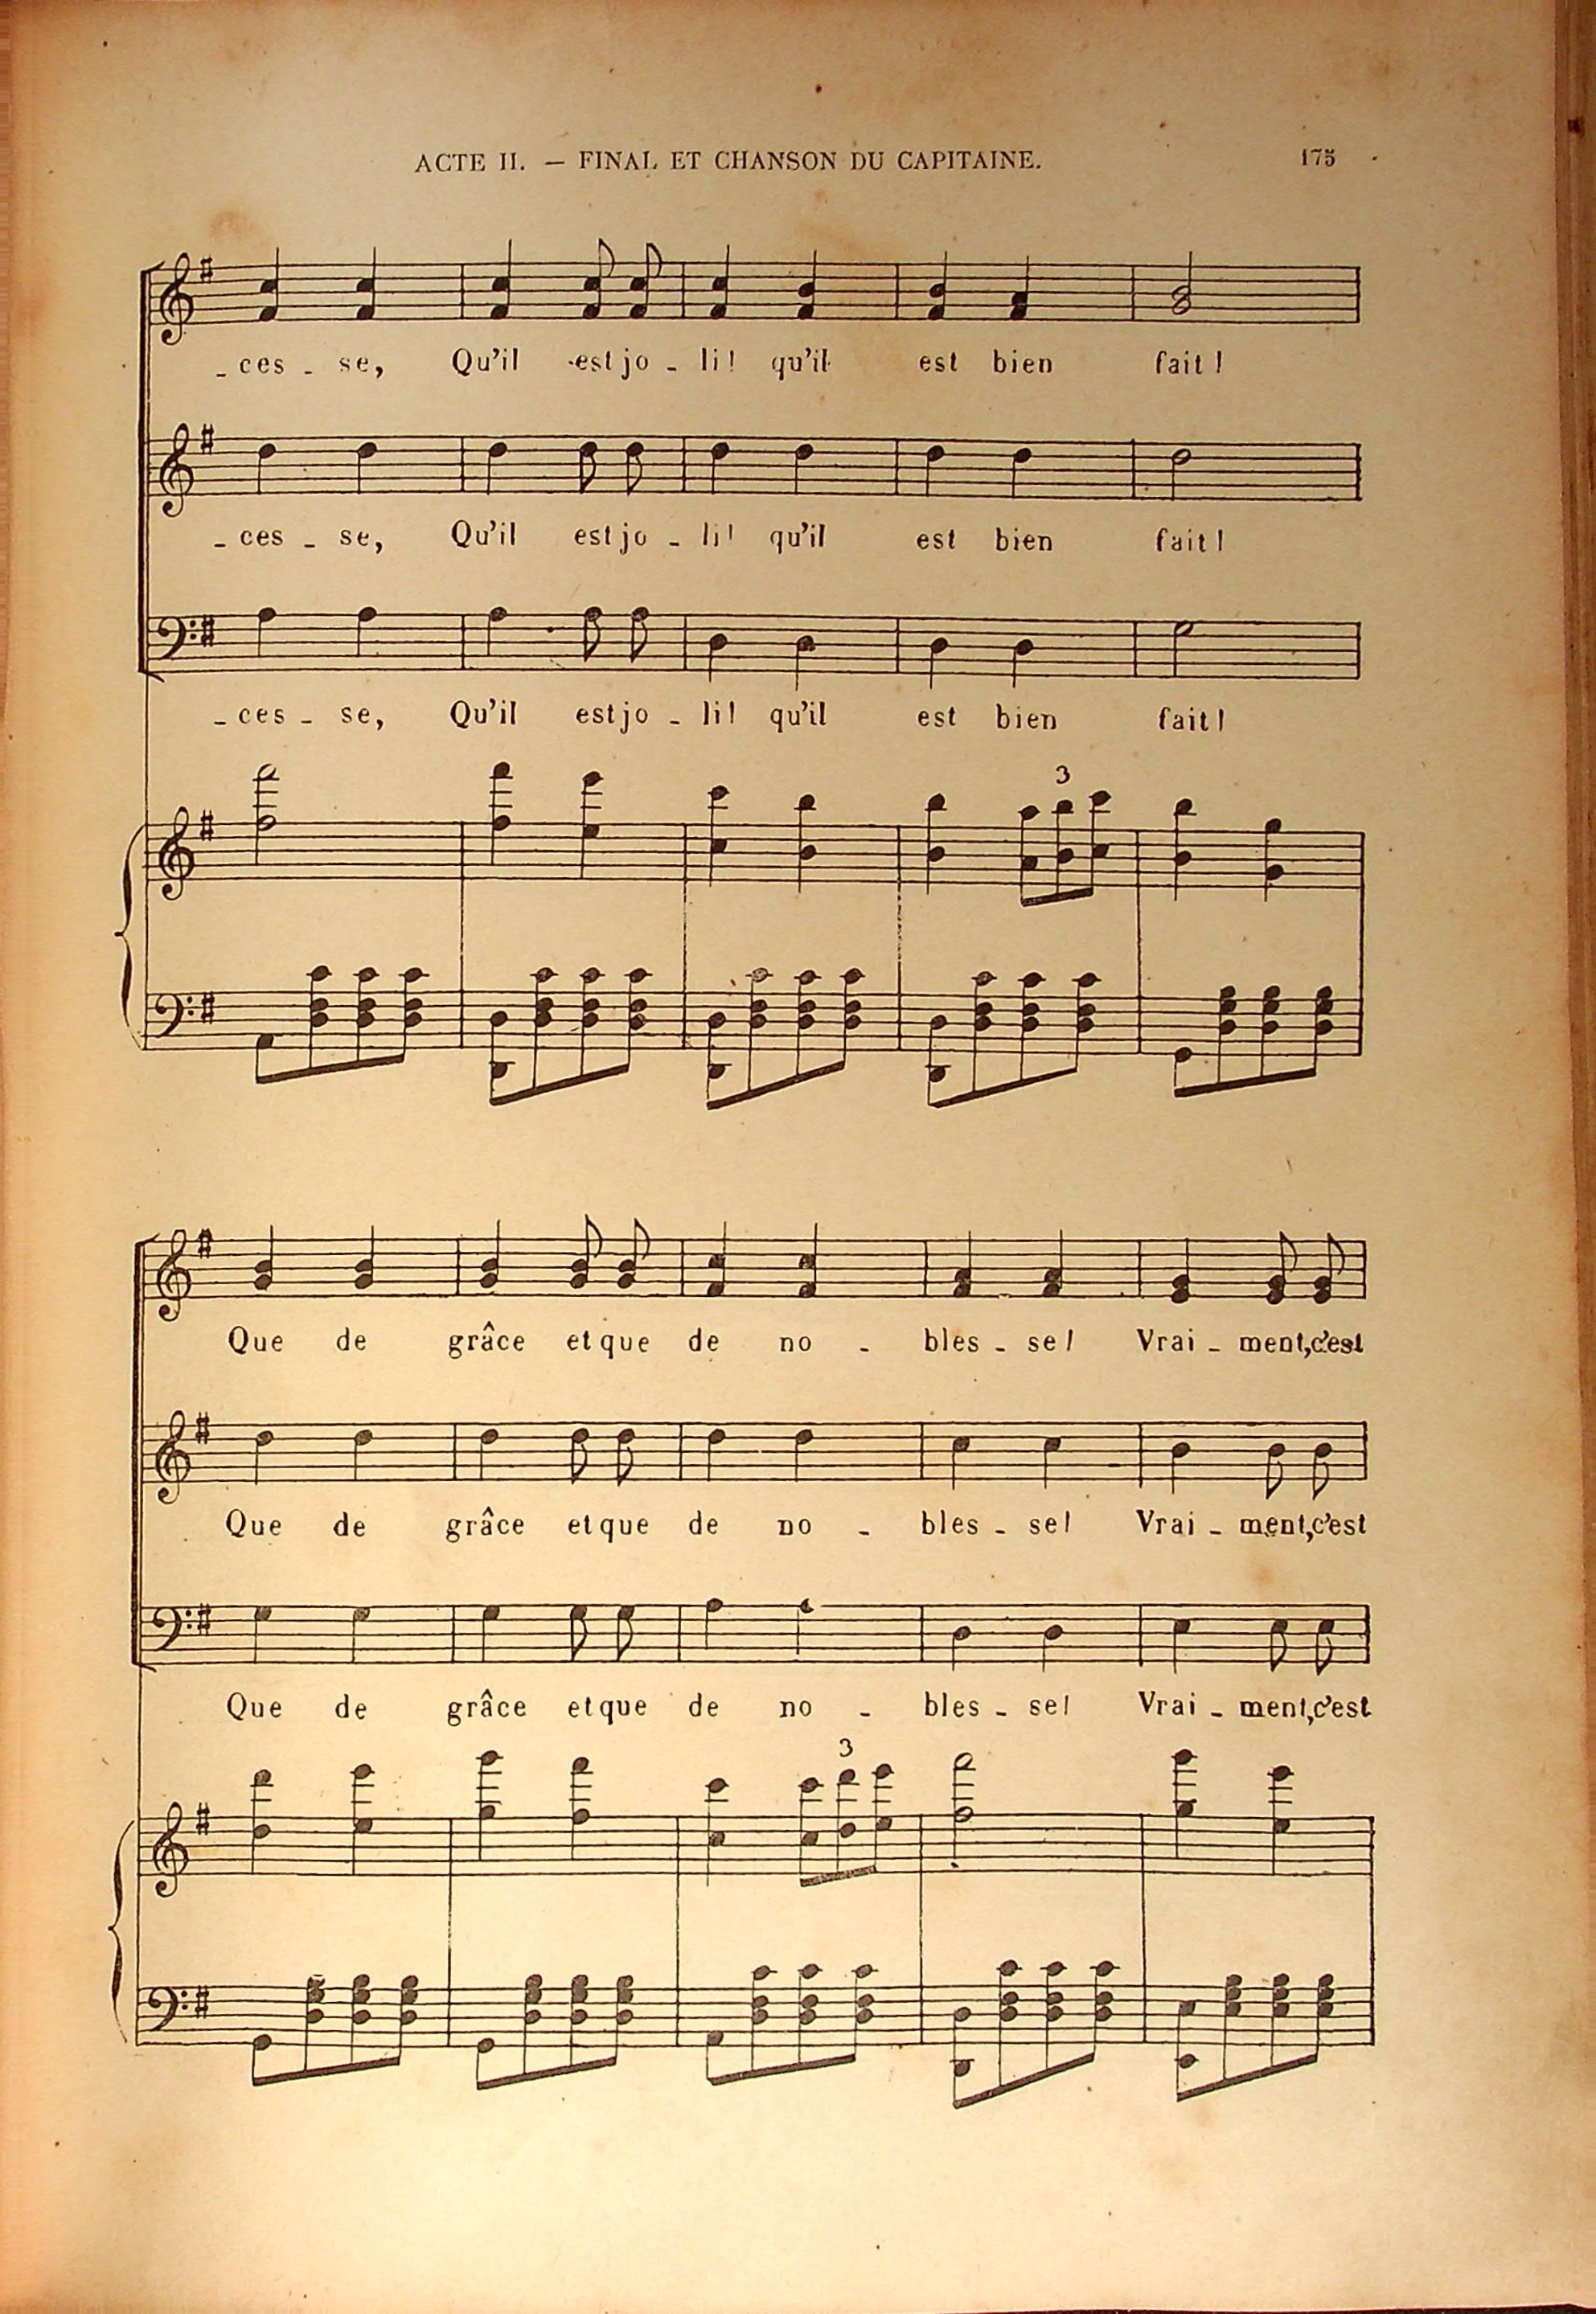 ACTE II. — FINAL ET CHANSON DU CAPITAINE. 175
_ ces _ se, Qu'il est jo _ li! qu'il est bien fait!
_ ces _ se, Qu'il est jo _ li! qu'il est bien fait!
_ ces _ se, Qu'il est jo _ li! qu'il est bien fait!
3
Que de grâce et que de no _ bles _ se! Vrai _ ment, c'est
Que de grâce et que de no _ bles _ se! Vrai _ ment, c'est
Que de grâce et que de no _ bles _ se! Vrai _ ment, c'est
3